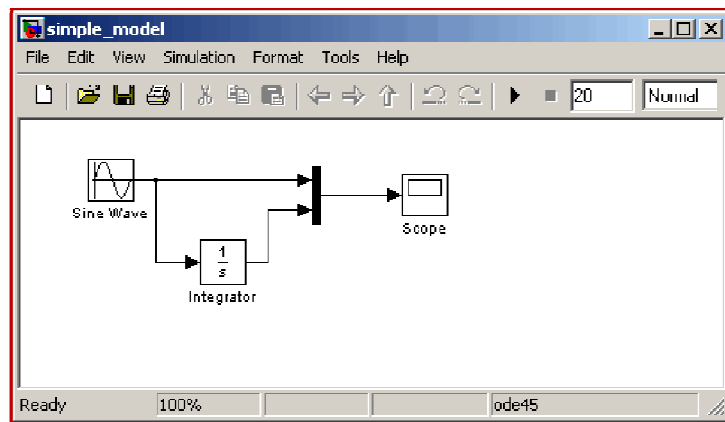 simple_model
File Edit View Simulation Format Tools Help
20 Normal
Sine Wave
Scope
1
s
Integrator
Ready 100% ode45